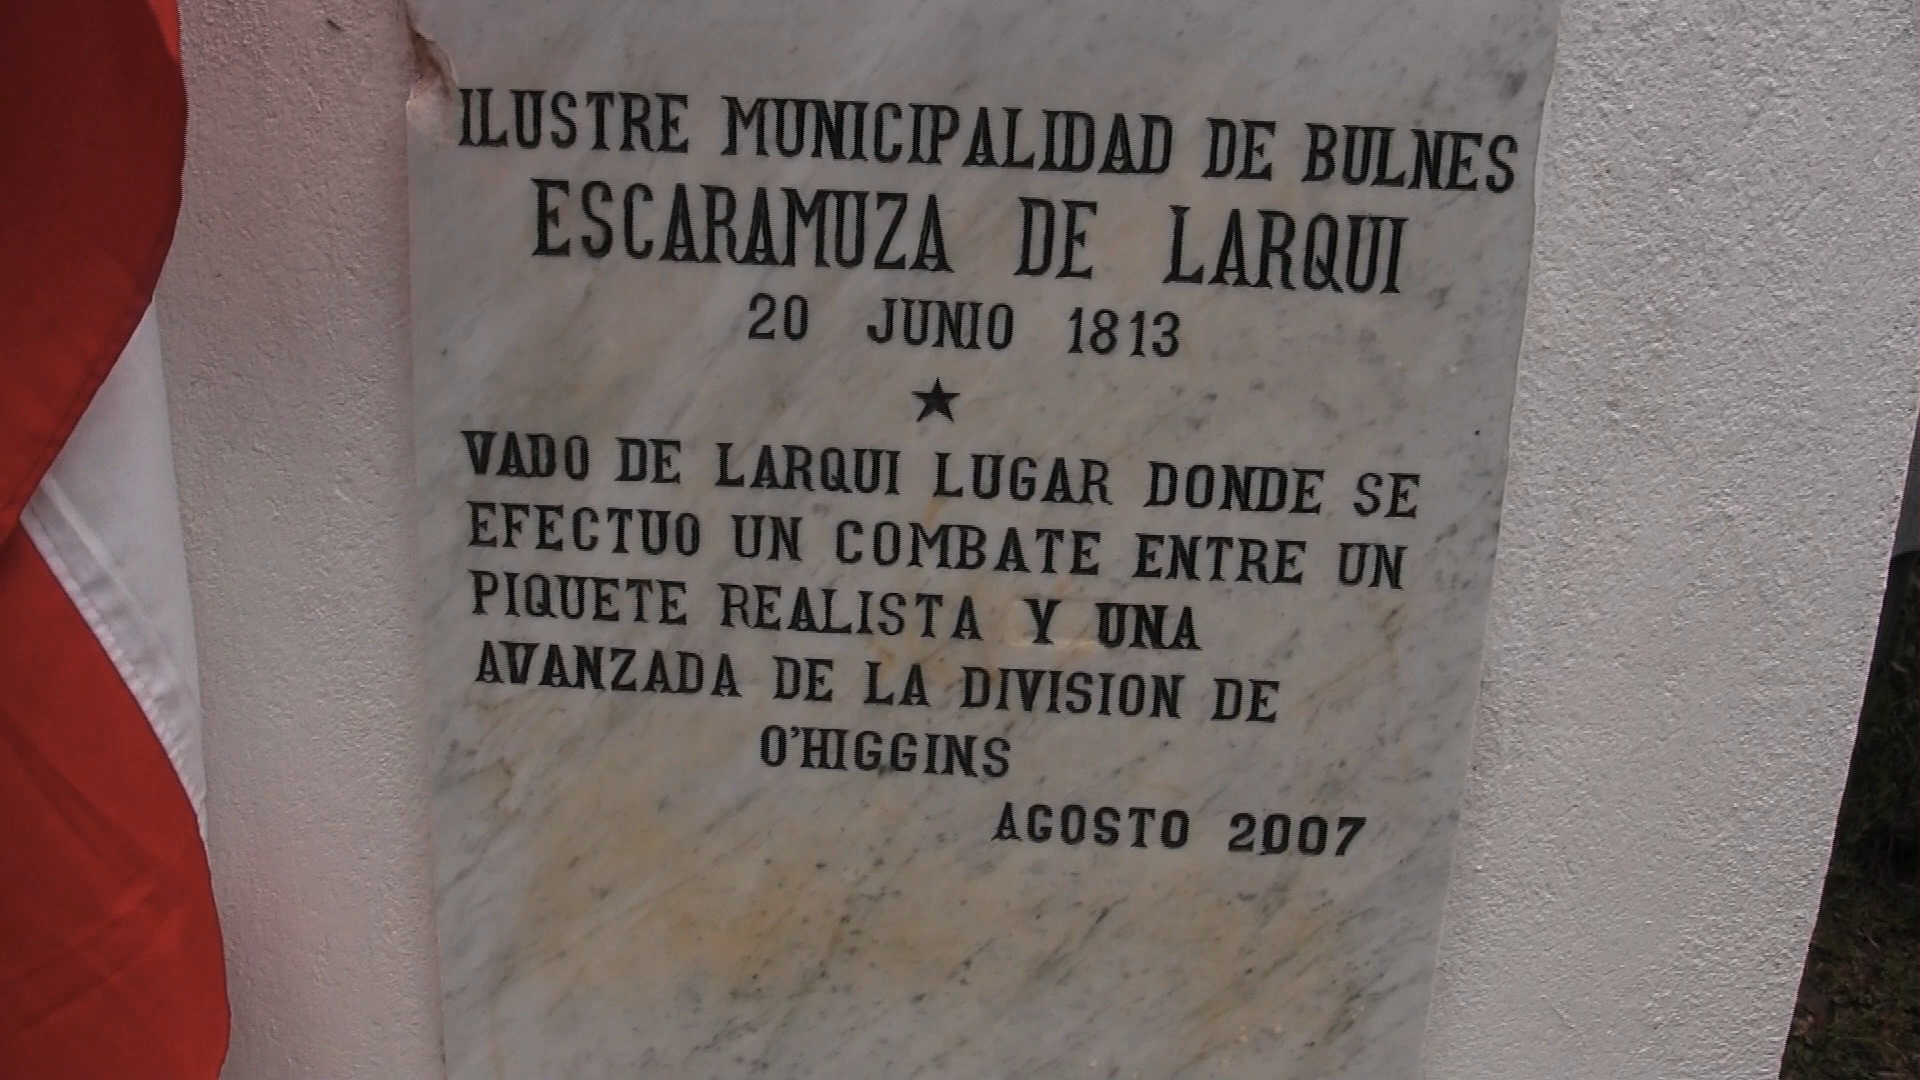 ILUSTRE MUNICIPALIDAD DE BULNES
ESCARAMUZA DE LARQUI
20 JUNIO 1813
★
VADO DE LARQUI LUGAR DONDE SE
EFECTUO UN COMBATE ENTRE UN
PIQUETE REALISTA Y UNA
AVANZADA DE LA DIVISION DE
O'HIGGINS
AGOSTO 2007